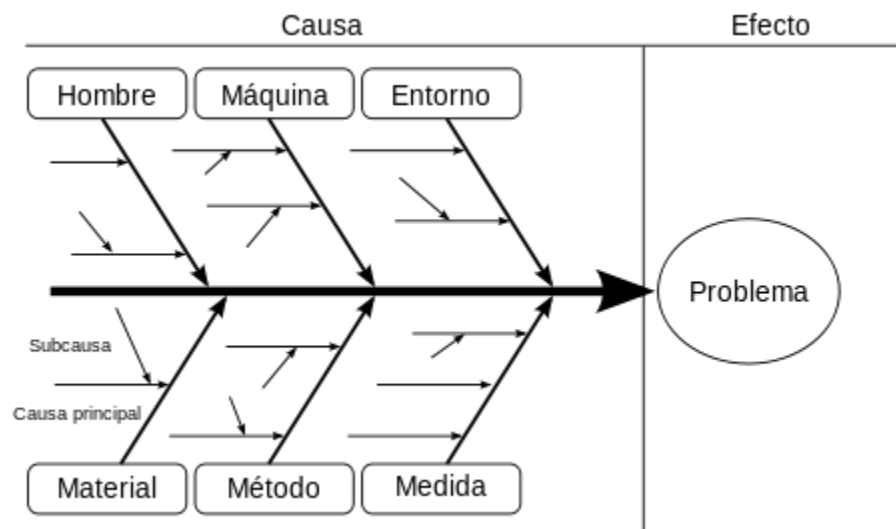 Causa
Efecto
Hombre
Máquina
Entorno
Problema
Subcausa
Causa principal
Material
Método
Medida